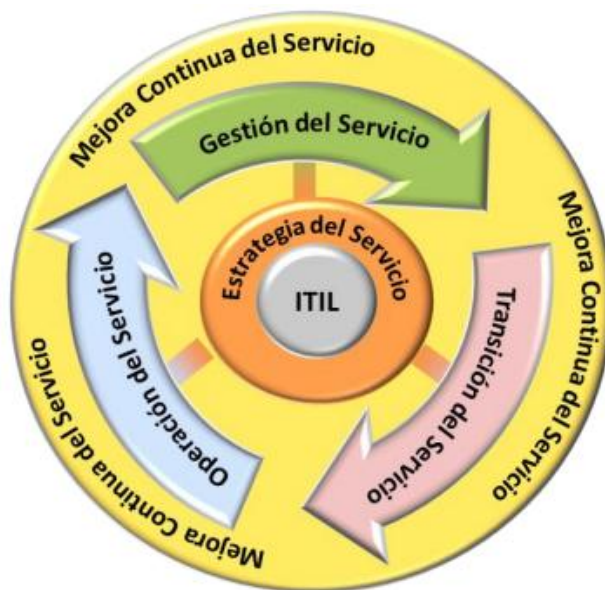 Mejora Continua del Servicio
Gestión del Servicio
Estrategia del Servicio
ITIL
Mejora Continua del Servicio
Transición del Servicio
Operación del Servicio
Mejora Continua del Servicio